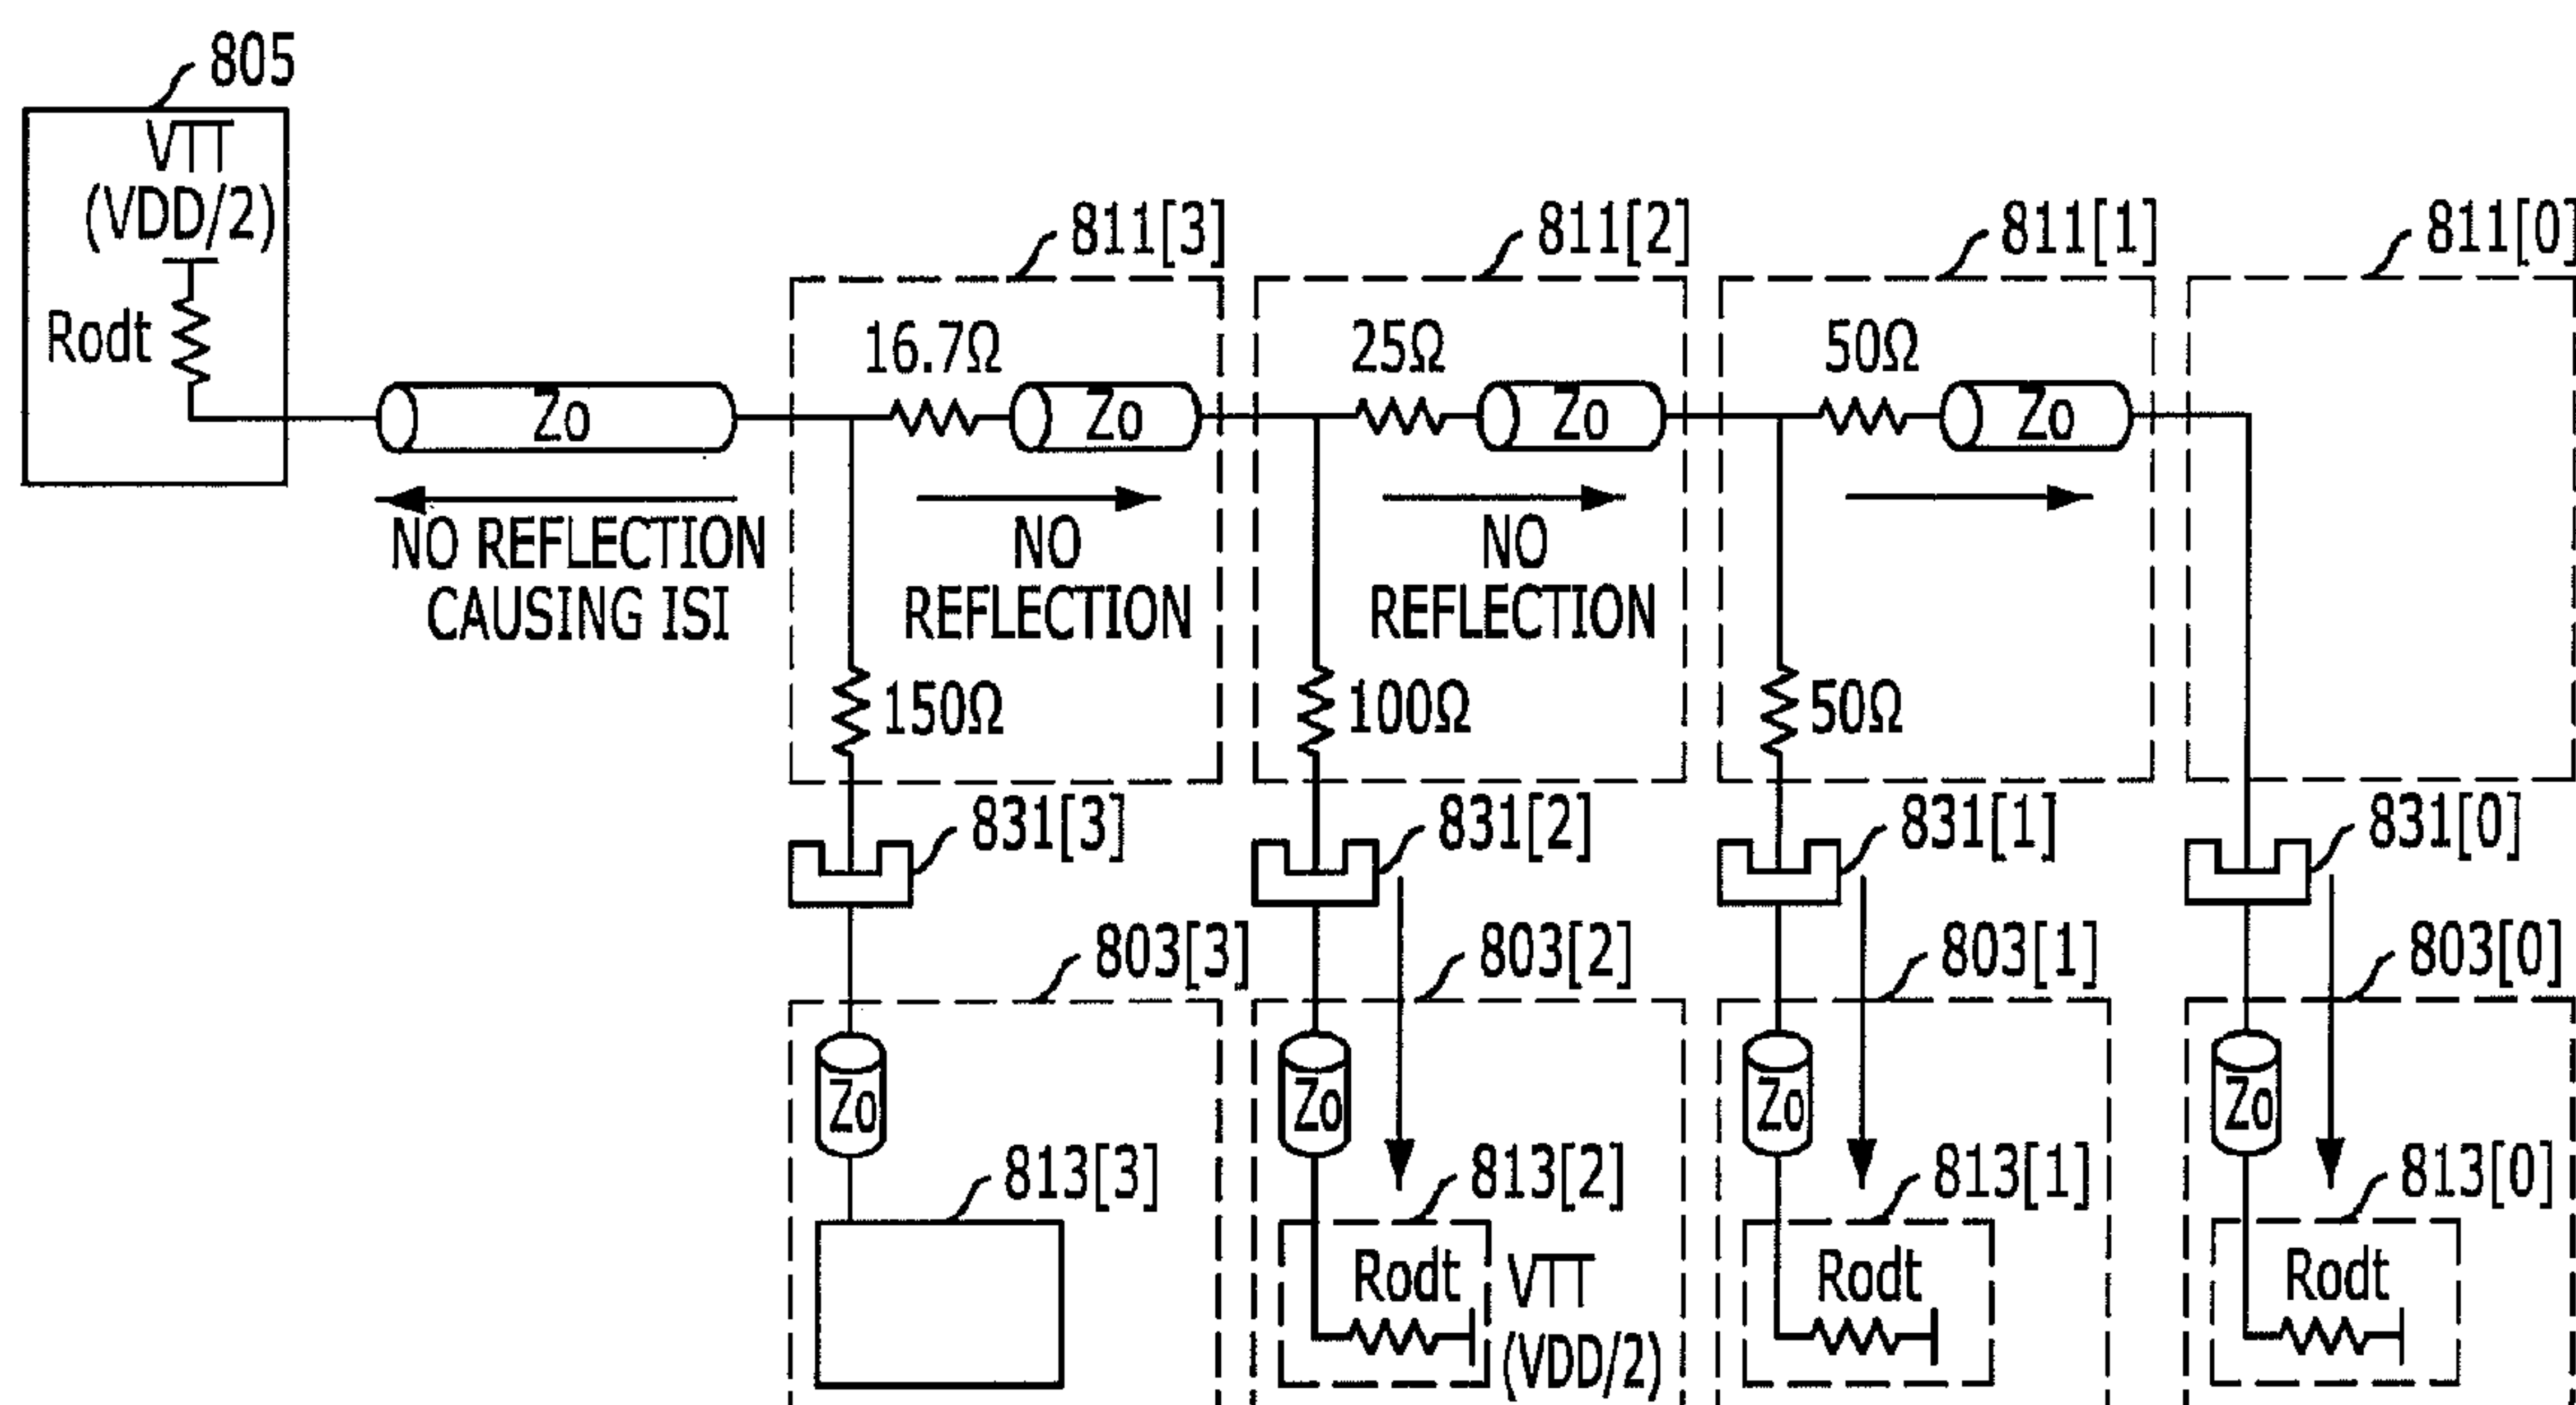 805
VTT
(VDD/2)
Rodt
Zo
NO REFLECTION
CAUSING ISI
811[3]
16.7Ω
Zo
NO
REFLECTION
150Ω
811[2]
25Ω
Zo
NO
REFLECTION
100Ω
811[1]
50Ω
Zo
50Ω
811[0]
831[3]
831[2]
831[1]
831[0]
803[3]
803[2]
803[1]
803[0]
Zo
Zo
Zo
Zo
813[3]
813[2]
813[1]
813[0]
Rodt
VTT
(VDD/2)
Rodt
Rodt